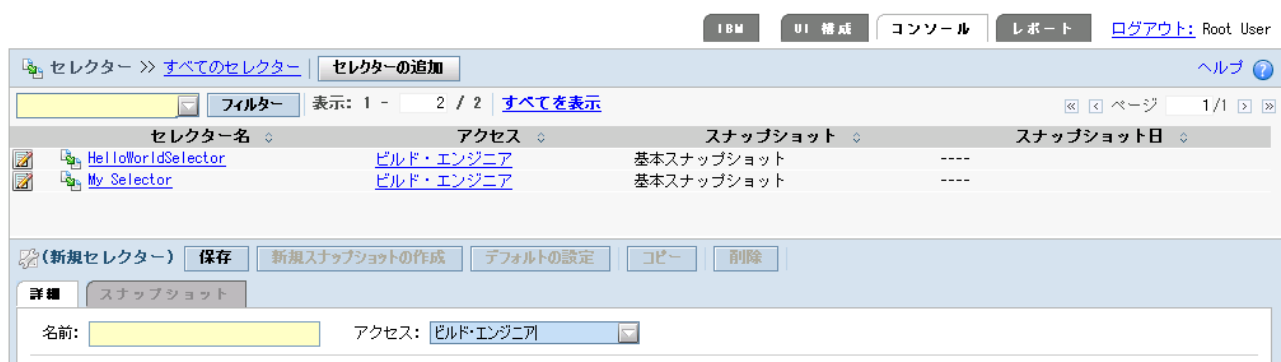 IBM UI 構成 コンソール レポート ログアウト: Root User
セレクター >> すべてのセレクター セレクターの追加 ヘルプ ?
フィルター 表示: 1 - 2 / 2 すべてを表示 ページ 1/1
セレクター名 アクセス スナップショット スナップショット日
HelloWorldSelector ビルド・エンジニア 基本スナップショット ----
My Selector ビルド・エンジニア 基本スナップショット ----
(新規セレクター) 保存 新規スナップショットの作成 デフォルトの設定 コピー 削除
詳細 スナップショット
名前: アクセス: ビルド・エンジニア